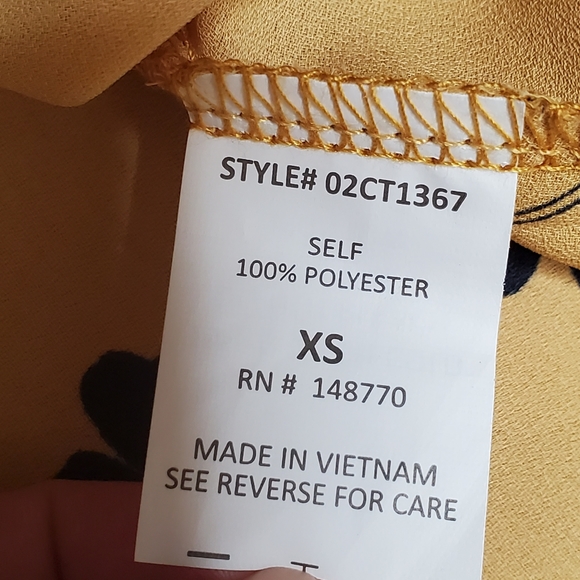 STYLE# 02CT1367
SELF
100% POLYESTER
XS
RN # 148770
MADE IN VIETNAM
SEE REVERSE FOR CARE